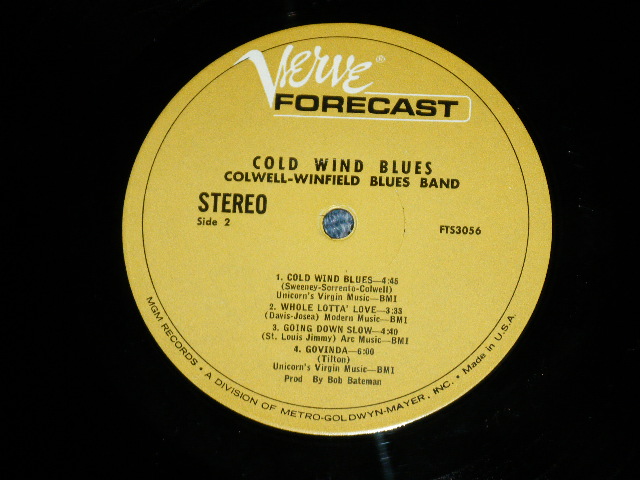 Verve®
FORECAST
COLD WIND BLUES
COLWELL-WINFIELD BLUES BAND
STEREO
Side 2
FTS3056
1. COLD WIND BLUES—4:45
(Sweeney-Sorrento-Colwell)
Unicorn's Virgin Music—BMI
2. WHOLE LOTTA' LOVE—3:38
(Davis-Josea) Modern Music—BMI
3. GOING DOWN SLOW—4:40
(St. Louis Jimmy) Arc Music—BMI
4. GOVINDA—6:00
(Tilton)
Unicorn's Virgin Music—BMI
Prod By Bob Bateman
MGM RECORDS • A DIVISION OF METRO-GOLDWYN-MAYER, INC. • Made in U.S.A.